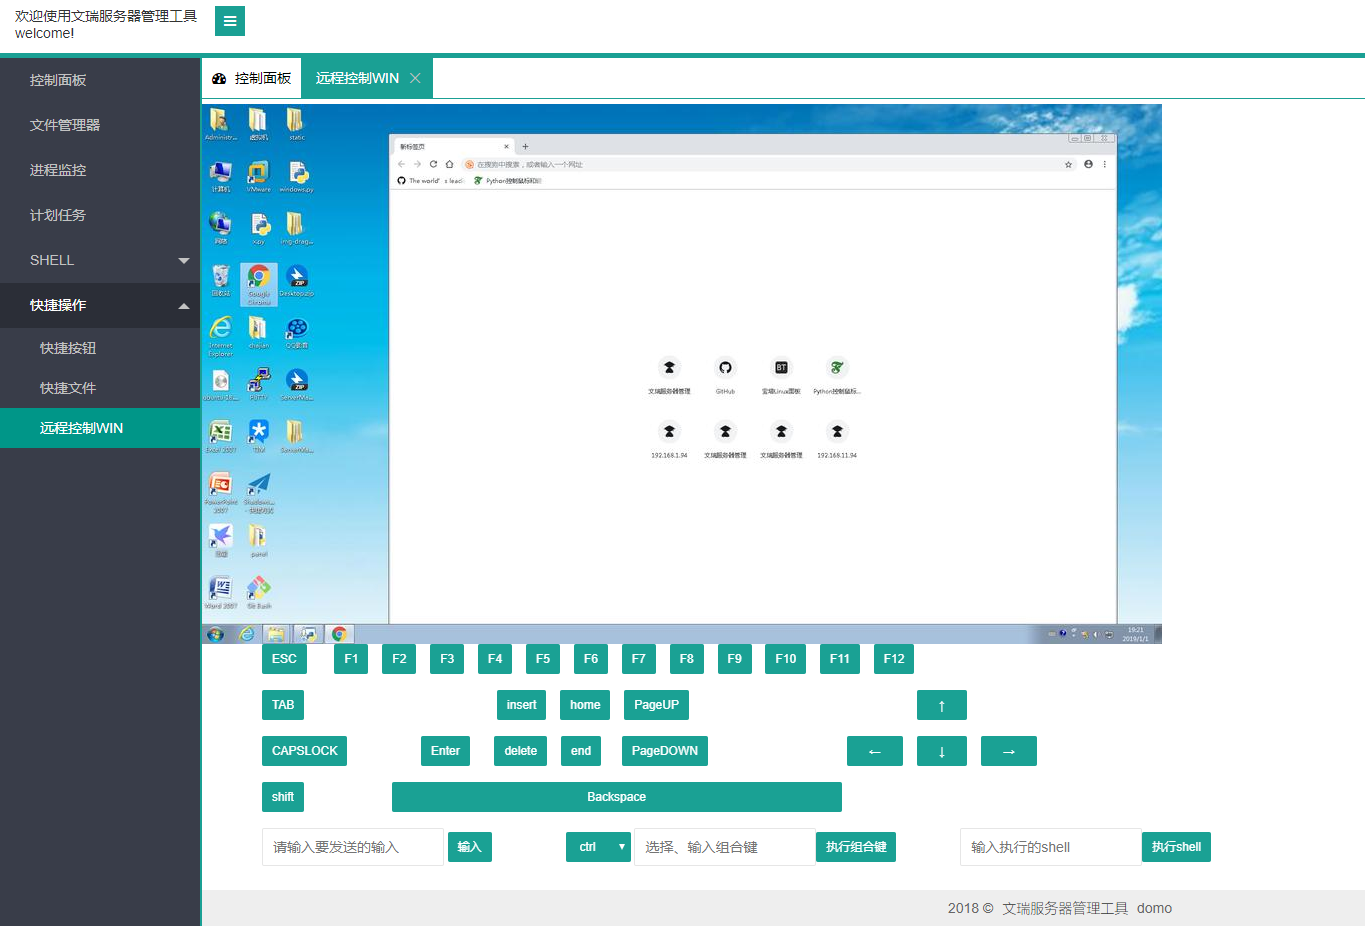 欢迎使用文瑞服务器管理工具
welcome!
控制面板
文件管理器
进程监控
计划任务
SHELL
快捷操作
快捷按钮
快捷文件
远程控制WIN
控制面板
远程控制WIN
Administr...
虚拟机
static
计算机
VMware
windows.py
网络
x.py
img-drag...
回收站
Google Chrome
Desktop.zip
Internet Explorer
QQ影音
ubuntu-16...
PuTTY
ServerMa...
Excel 2007
TIM
ServerMa...
PowerPoint 2007
Shadows... - 快捷方式
迅雷
panel
Word 2007
Git Bash
新标签页
在搜狗中搜索，或者输入一个网址
The world's leadi
Python控制鼠标和键
文瑞服务器管理
GitHub
宝塔Linux面板
Python控制鼠标...
192.168.1.94
文瑞服务器管理
文瑞服务器管理
192.168.11.94
19:21
2019/1/1
ESC F1 F2 F3 F4 F5 F6 F7 F8 F9 F10 F11 F12
TAB insert home PageUP ↑
CAPSLOCK Enter delete end PageDOWN ← ↓ →
shift Backspace
请输入要发送的输入 输入 ctrl 选择、输入组合键 执行组合键 输入执行的shell 执行shell
2018 © 文瑞服务器管理工具 domo